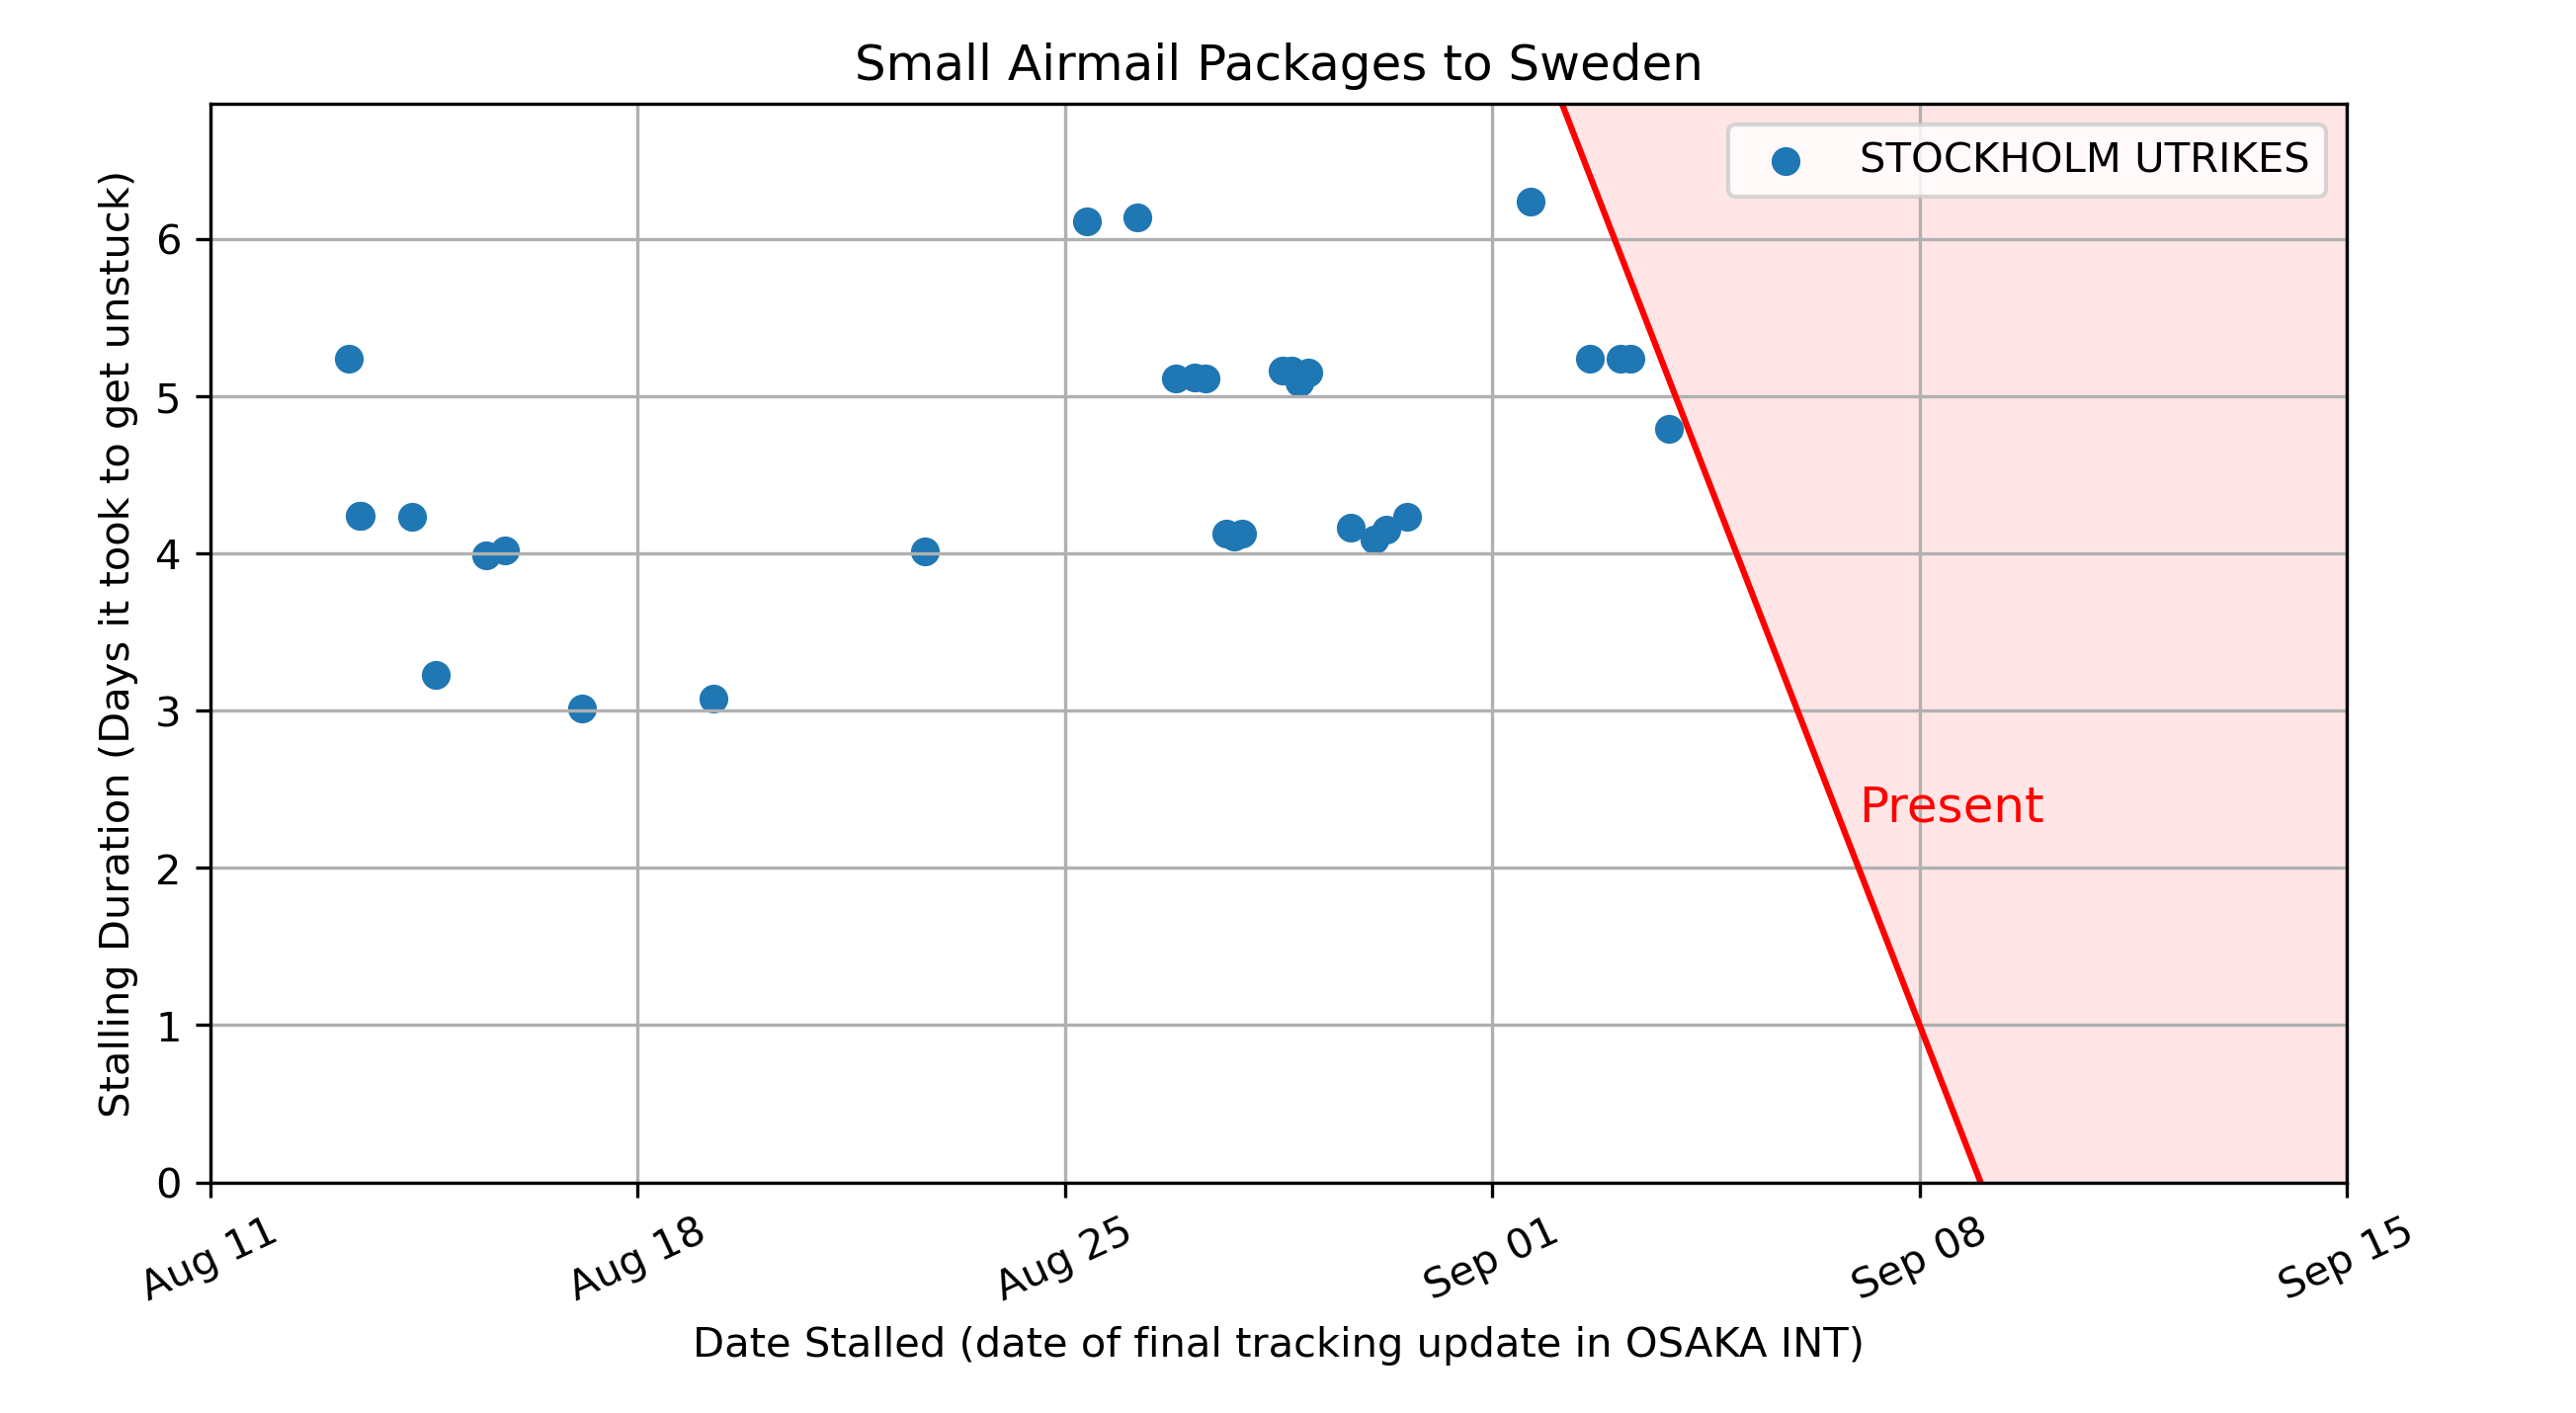 Small Airmail Packages to Sweden
STOCKHOLM UTRIKES
Stalling Duration (Days it took to get unstuck)
6
5
4
3
2
1
0
Present
Aug 11
Aug 18
Aug 25
Sep 01
Sep 08
Sep 15
Date Stalled (date of final tracking update in OSAKA INT)